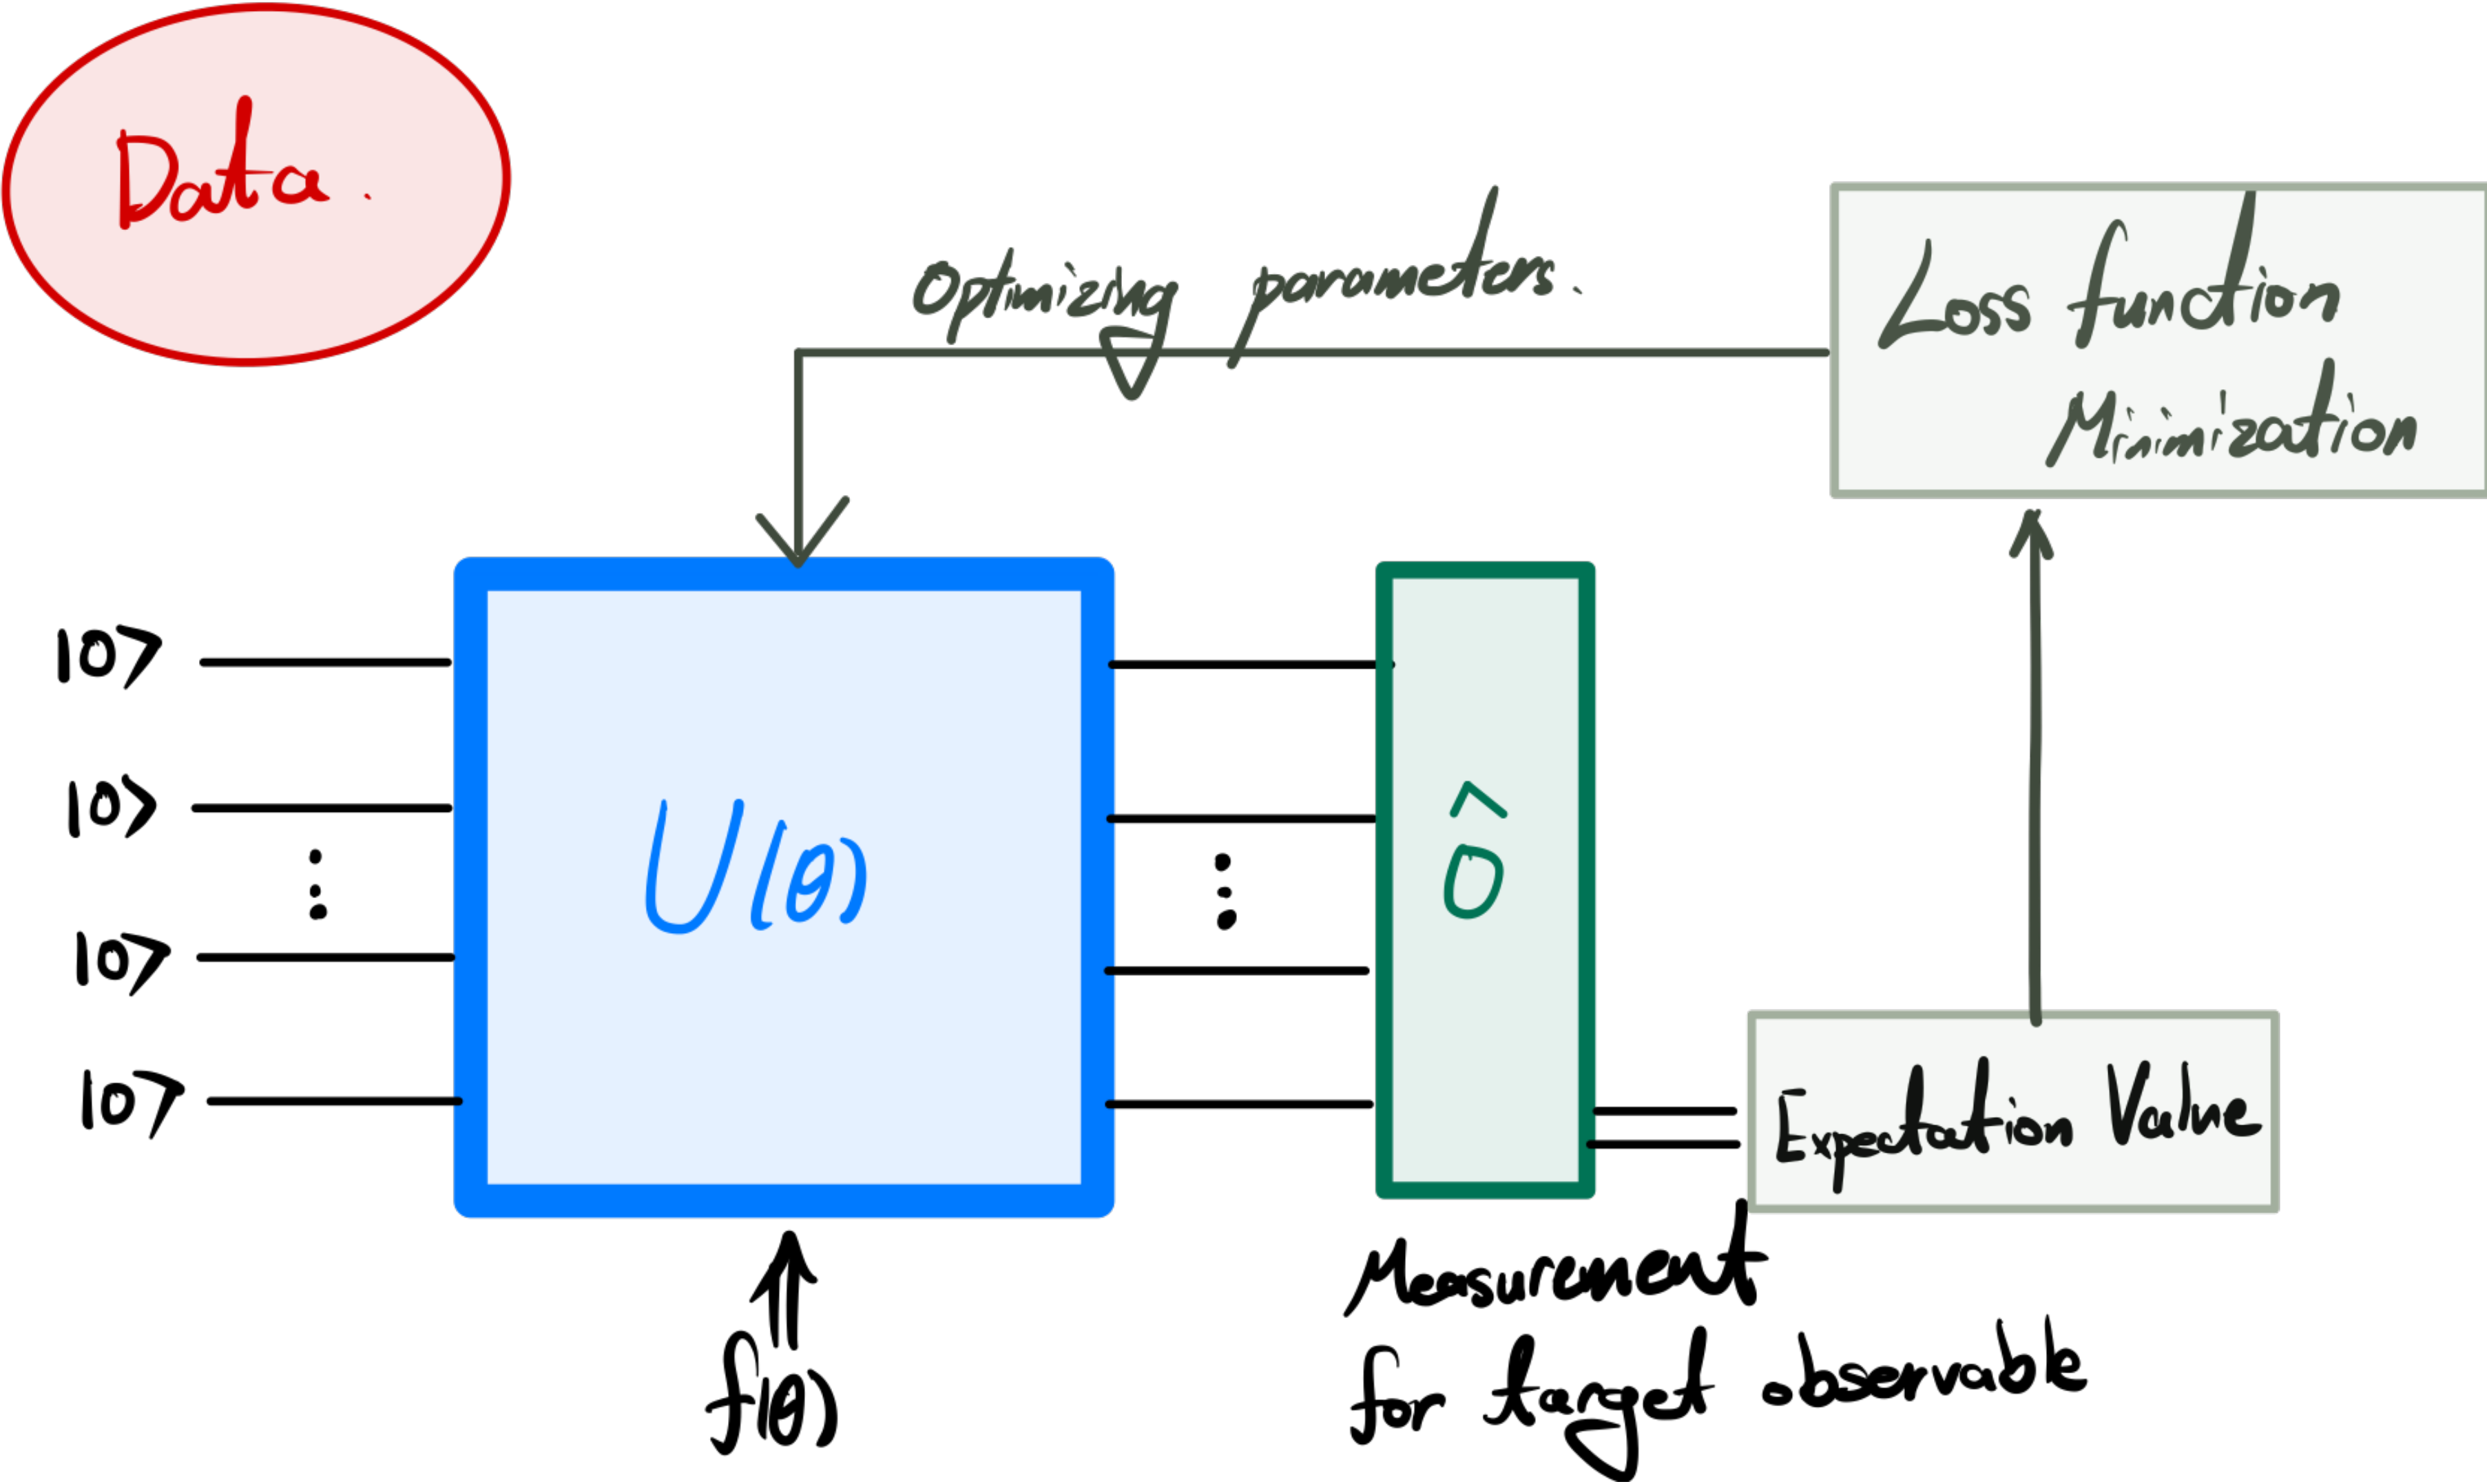 Data.
Optimizing parameters.
Loss function
Minimization
|0>
|0>
|0>
|0>
U(θ)
Ô
Expectation Value
f(θ)
Measurement
for target observable